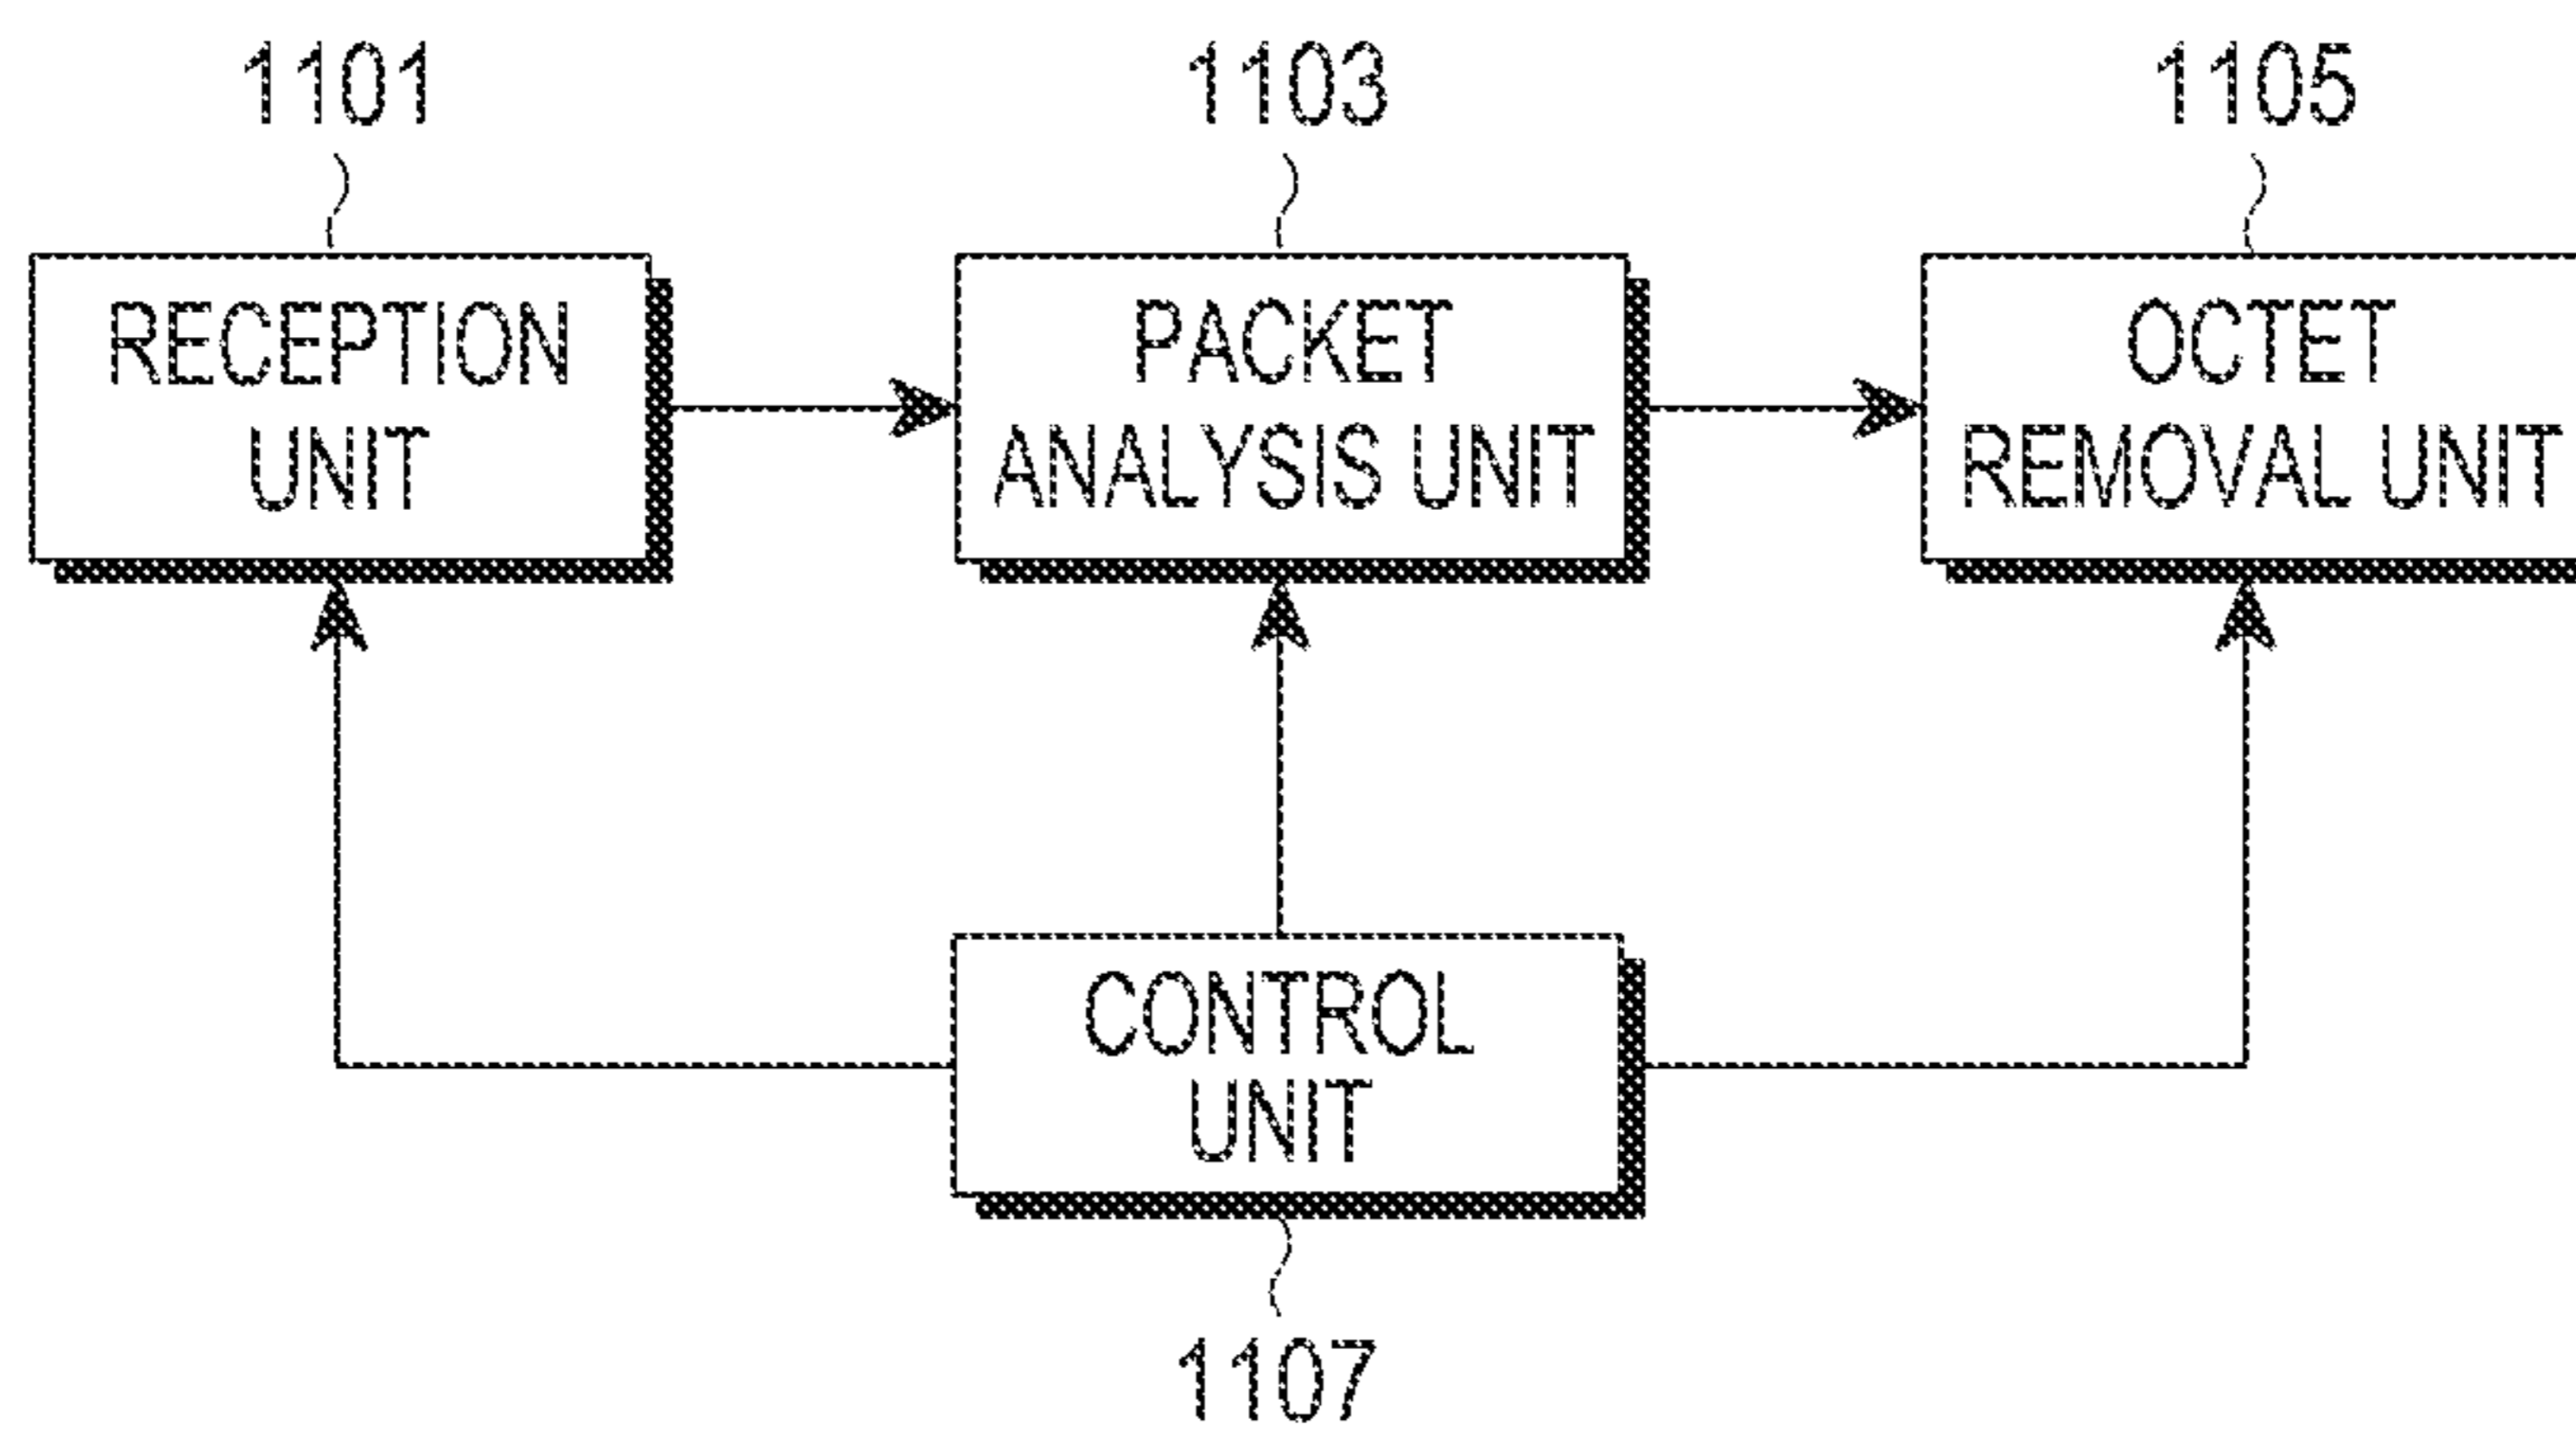 1101
1103
1105
RECEPTION
UNIT
PACKET
ANALYSIS UNIT
OCTET
REMOVAL UNIT
CONTROL
UNIT
1107